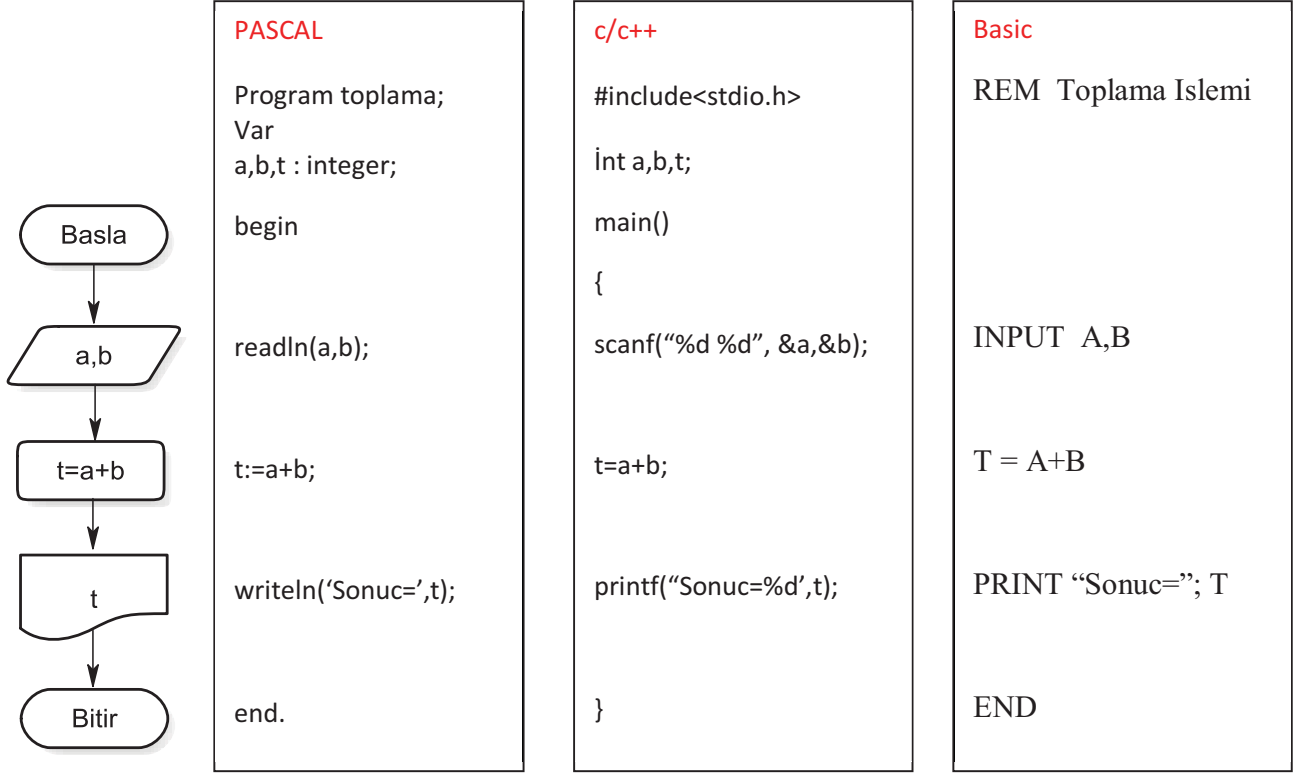 Basla
a,b
t=a+b
t
Bitir
PASCAL
Program toplama;
Var
a,b,t : integer;
begin
readln(a,b);
t:=a+b;
writeln(‘Sonuc=’,t);
end.
c/c++
#include<stdio.h>
İnt a,b,t;
main()
{
scanf(“%d %d”, &a,&b);
t=a+b;
printf(“Sonuc=%d’,t);
}
Basic
REM Toplama Islemi
INPUT A,B
T = A+B
PRINT “Sonuc=”; T
END